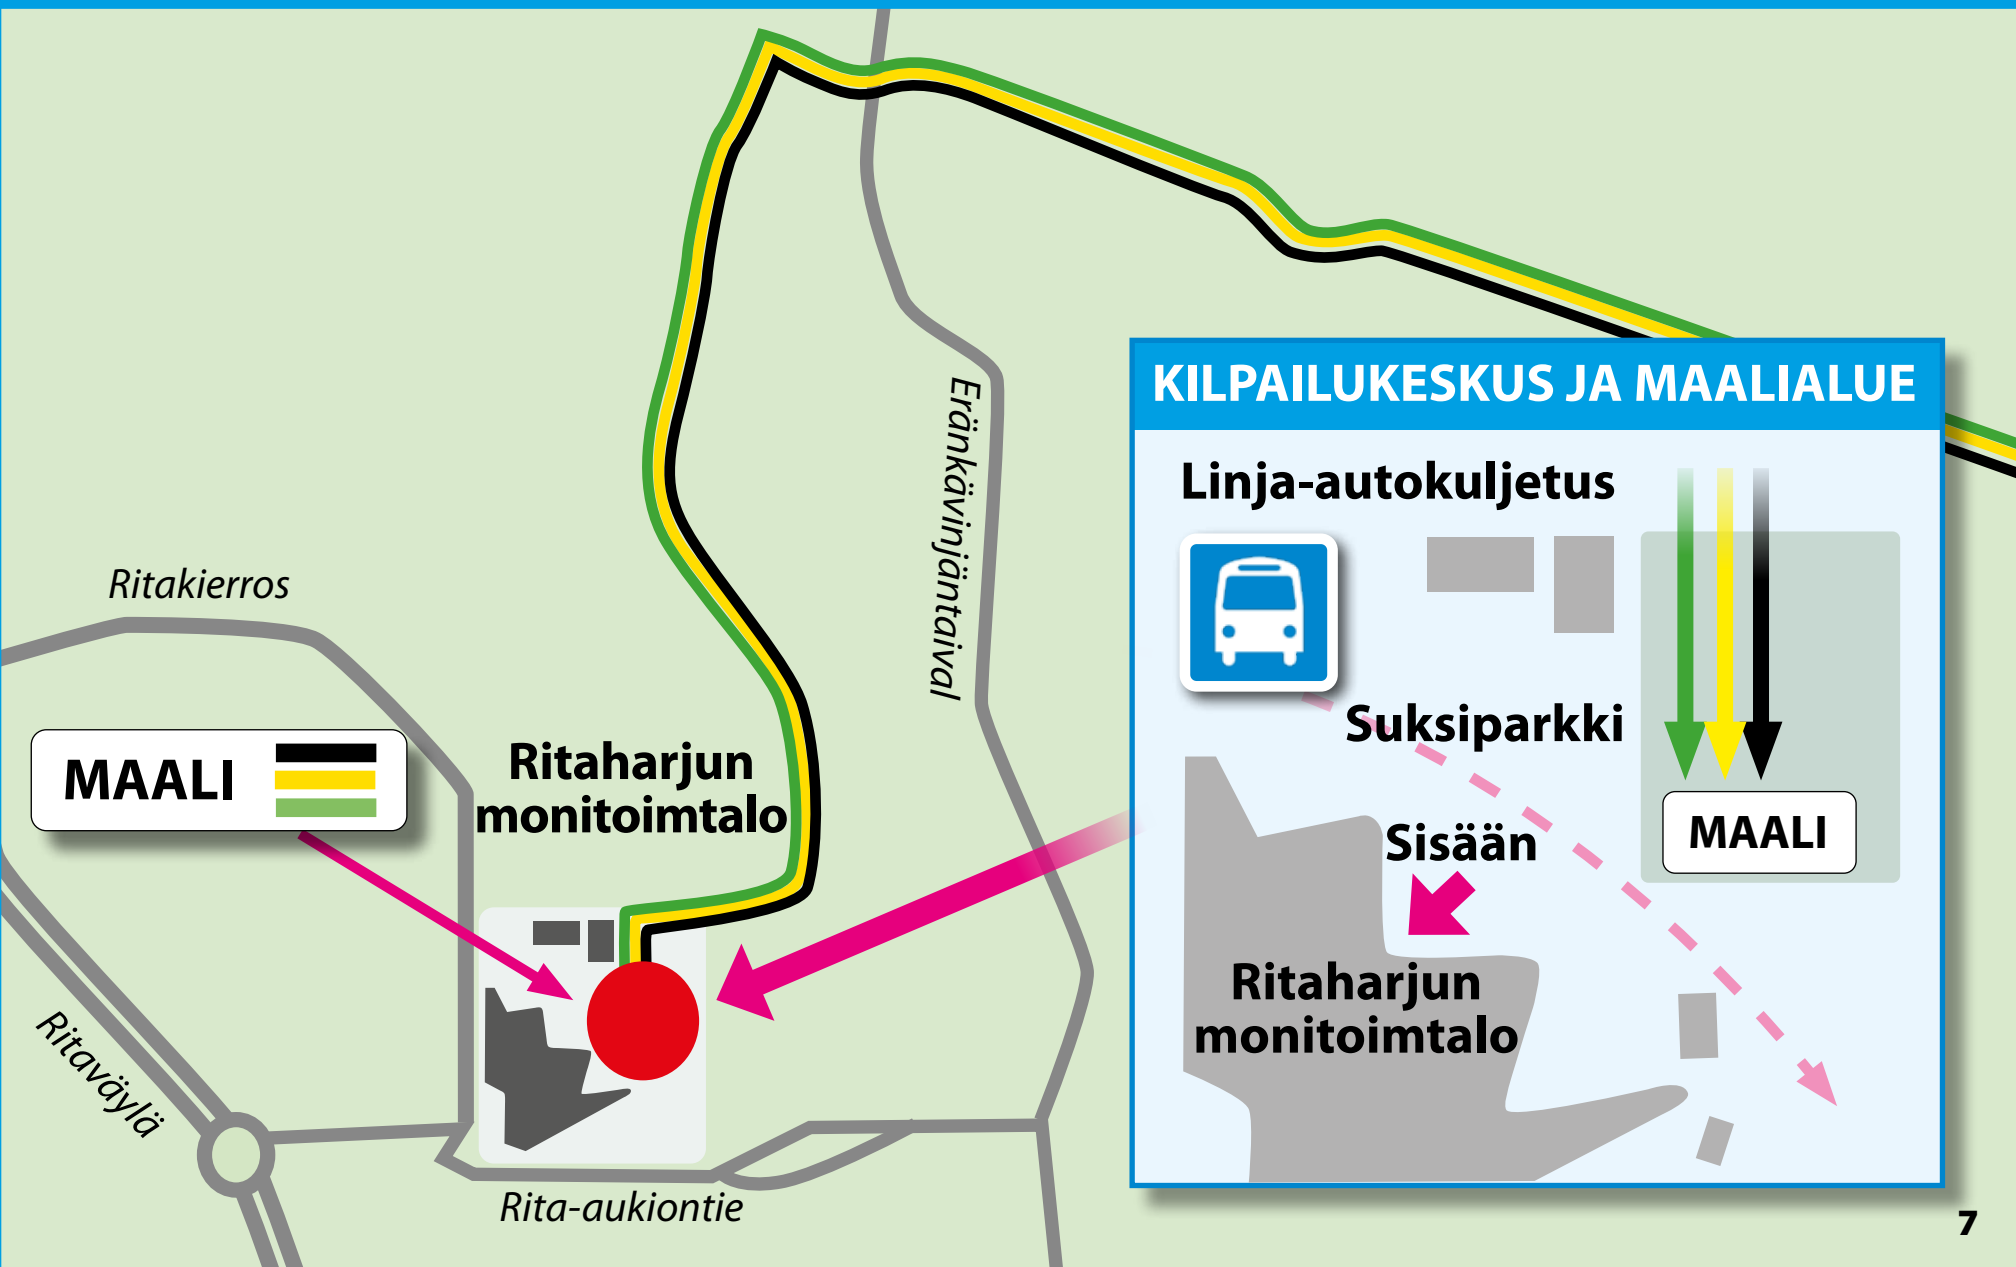 Eränkävinjäntaival
KILPAILUKESKUS JA MAALIALUE
Linja-autokuljetus
Ritakierros
Suksiparkki
MAALI
Ritaharjun
monitoimtalo
MAALI
Sisään
Ritaharjun
monitoimtalo
Ritaväylä
Rita-aukiontie
7